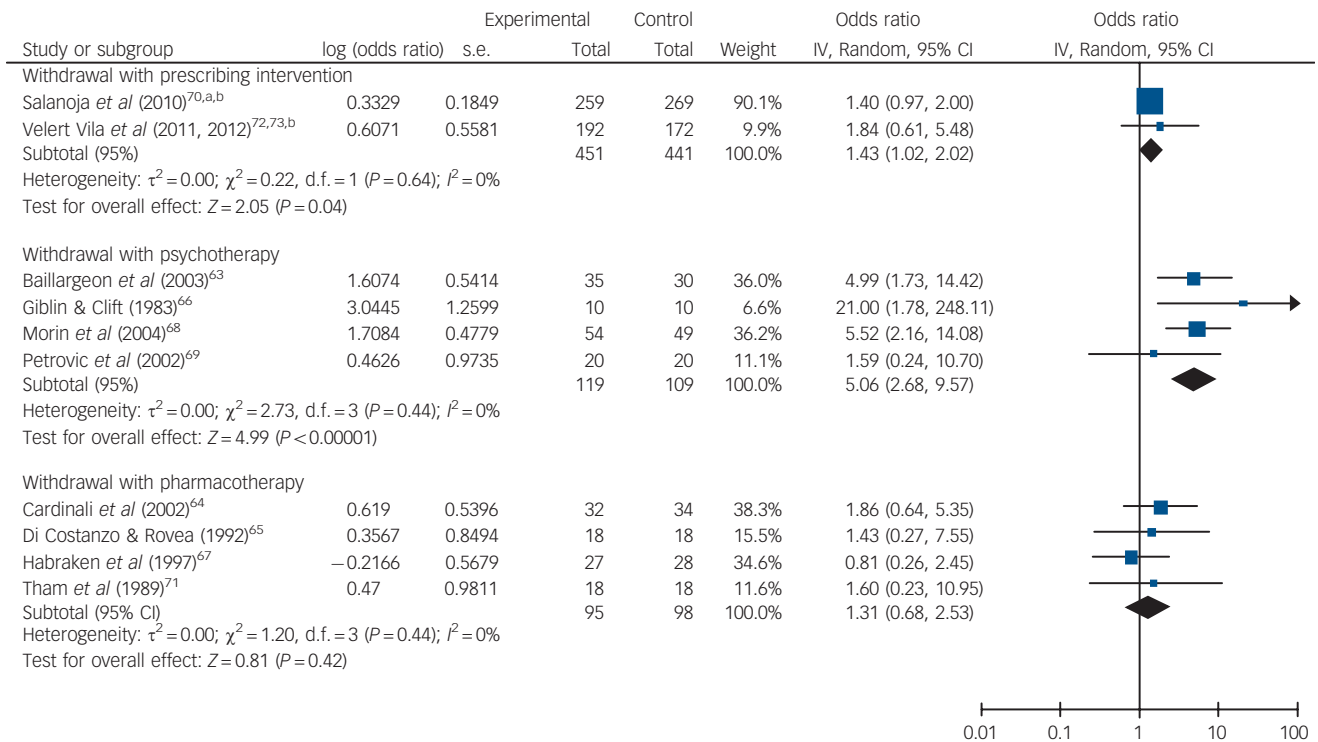 Experimental Control Odds ratio Odds ratio
Study or subgroup log (odds ratio) s.e. Total Total Weight IV, Random, 95% CI IV, Random, 95% CI
Withdrawal with prescribing intervention
Salanoja et al (2010)70,a,b 0.3329 0.1849 259 269 90.1% 1.40 (0.97, 2.00)
Velert Vila et al (2011, 2012)72,73,b 0.6071 0.5581 192 172 9.9% 1.84 (0.61, 5.48)
Subtotal (95%) 451 441 100.0% 1.43 (1.02, 2.02)
Heterogeneity: τ2 = 0.00; χ2 = 0.22, d.f. = 1 (P = 0.64); I2 = 0%
Test for overall effect: Z = 2.05 (P = 0.04)
Withdrawal with psychotherapy
Baillargeon et al (2003)63 1.6074 0.5414 35 30 36.0% 4.99 (1.73, 14.42)
Giblin & Clift (1983)66 3.0445 1.2599 10 10 6.6% 21.00 (1.78, 248.11)
Morin et al (2004)68 1.7084 0.4779 54 49 36.2% 5.52 (2.16, 14.08)
Petrovic et al (2002)69 0.4626 0.9735 20 20 11.1% 1.59 (0.24, 10.70)
Subtotal (95%) 119 109 100.0% 5.06 (2.68, 9.57)
Heterogeneity: τ2 = 0.00; χ2 = 2.73, d.f. = 3 (P = 0.44); I2 = 0%
Test for overall effect: Z = 4.99 (P < 0.00001)
Withdrawal with pharmacotherapy
Cardinali et al (2002)64 0.619 0.5396 32 34 38.3% 1.86 (0.64, 5.35)
Di Costanzo & Rovea (1992)65 0.3567 0.8494 18 18 15.5% 1.43 (0.27, 7.55)
Habraken et al (1997)67 −0.2166 0.5679 27 28 34.6% 0.81 (0.26, 2.45)
Tham et al (1989)71 0.47 0.9811 18 18 11.6% 1.60 (0.23, 10.95)
Subtotal (95% CI) 95 98 100.0% 1.31 (0.68, 2.53)
Heterogeneity: τ2 = 0.00; χ2 = 1.20, d.f. = 3 (P = 0.44); I2 = 0%
Test for overall effect: Z = 0.81 (P = 0.42)
0.01 0.1 1 10 100